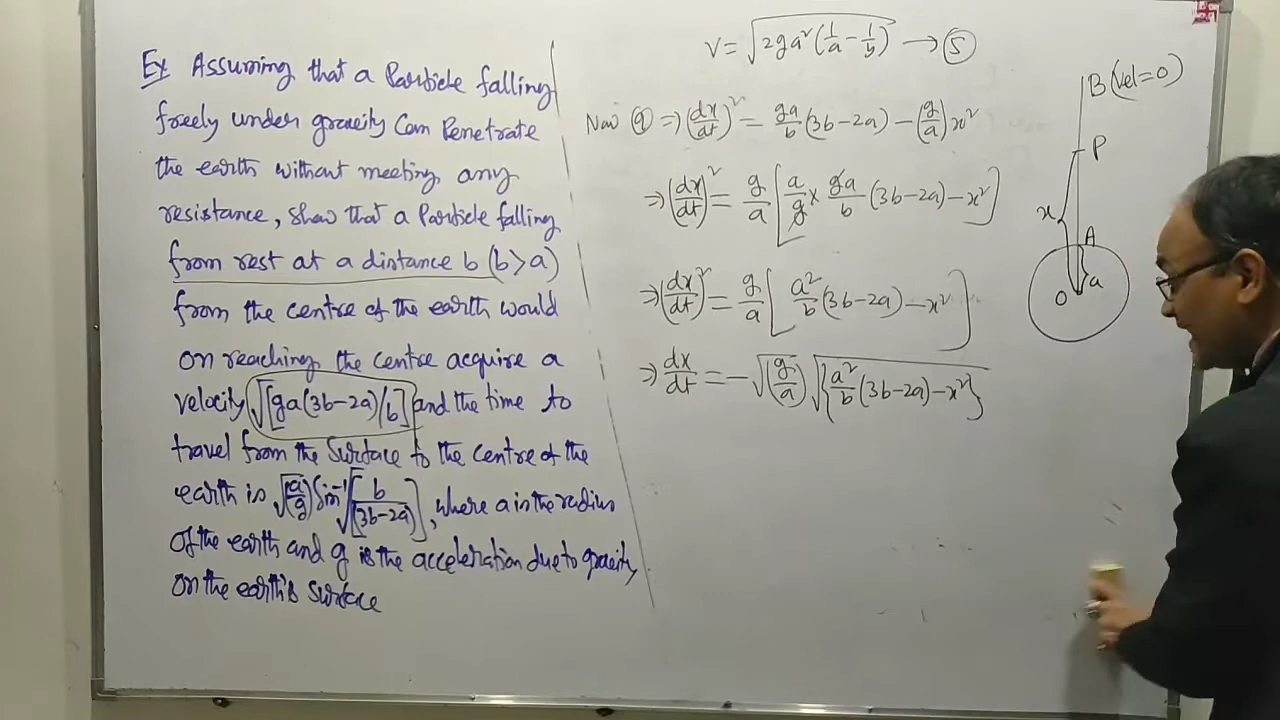 Ex Assuming that a Particle falling
freely under gravity Can Penetrate
the earth without meeting any
resistance, show that a Particle falling
from rest at a distance b (b>a)
from the centre of the earth would
on reaching the centre acquire a
velocity √[ga(3b-2a)/b] and the time to
travel from the surface to the centre of the
earth is √(a/g) Sin⁻¹√[b/(3b-2a)], where a is the radius
of the earth and g is the acceleration due to gravity
on the earth's surface
V = √(2ga²(1/a - 1/b)) → (5)
Now (9) ⇒ (dx/dt)² = ga/b (3b-2a) - (g/a) x²
⇒ (dx/dt)² = g/a [a/g × ga/b (3b-2a) - x²]
⇒ (dx/dt)² = g/a [a²/b (3b-2a) - x²]
⇒ dx/dt = - √(g/a) √{a²/b (3b-2a) - x²}
B (vel=0)
P
x
A
O
a